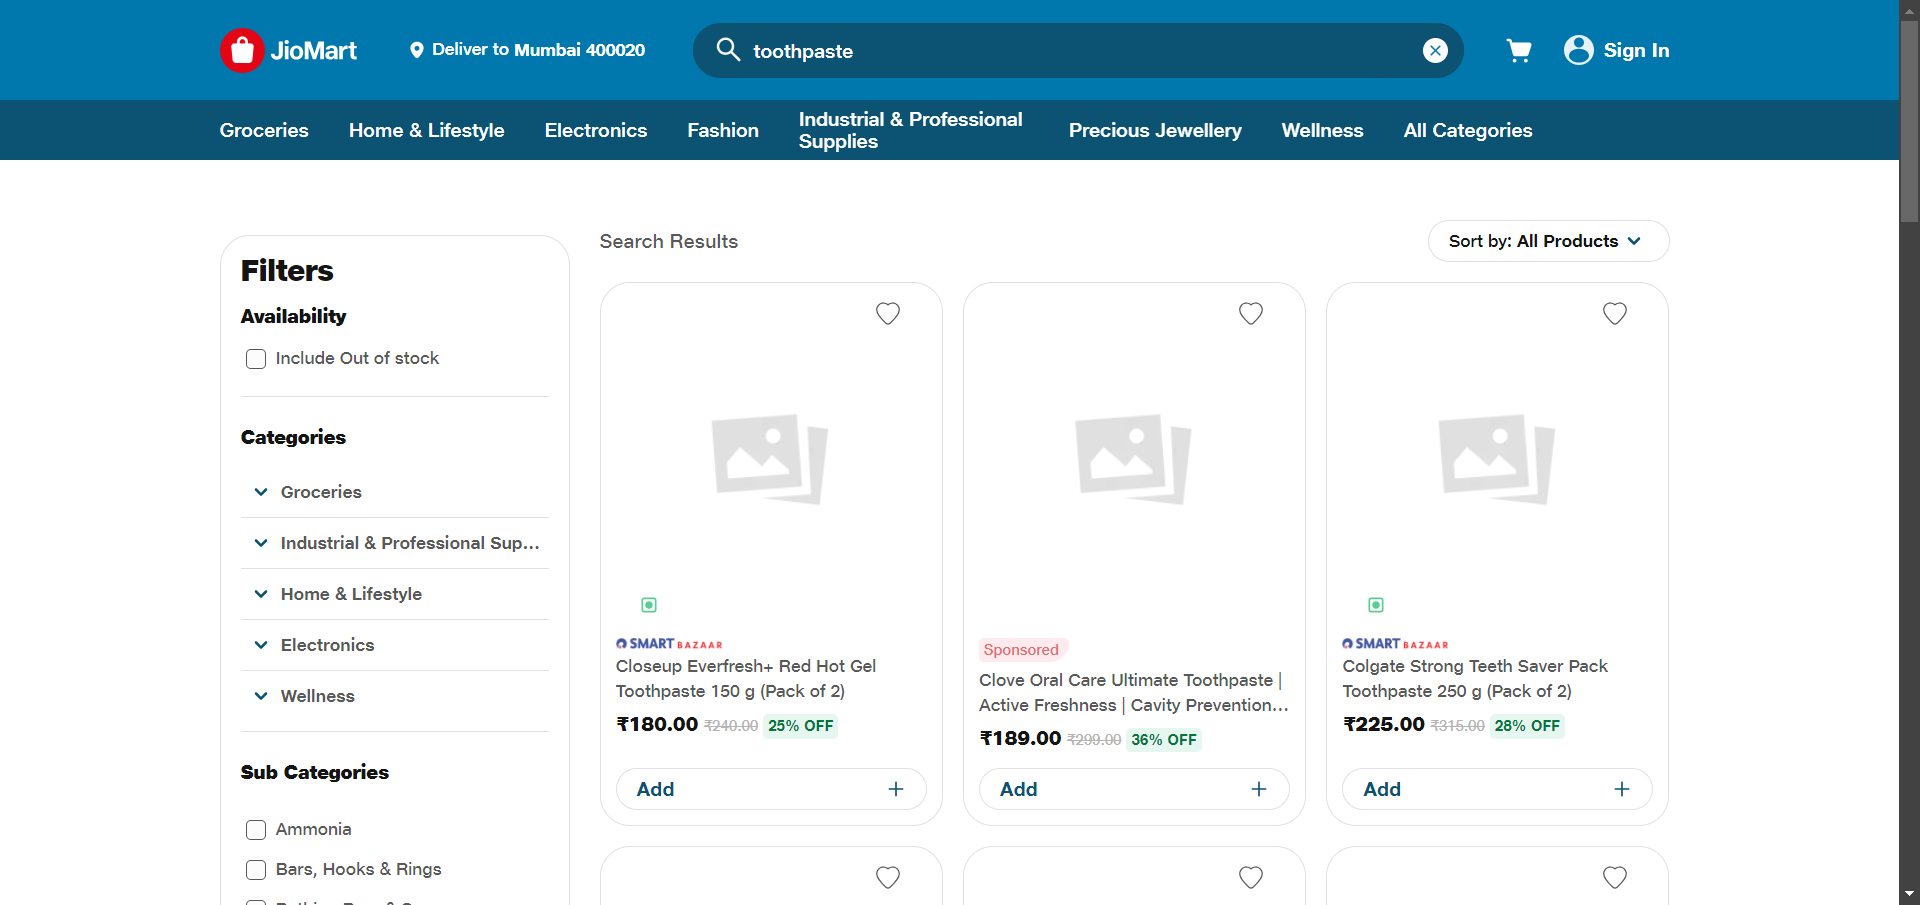 JioMart
Deliver to Mumbai 400020
toothpaste
Sign In
Groceries
Home & Lifestyle
Electronics
Fashion
Industrial & Professional
Supplies
Precious Jewellery
Wellness
All Categories
Filters
Availability
Include Out of stock
Categories
Groceries
Industrial & Professional Sup...
Home & Lifestyle
Electronics
Wellness
Sub Categories
Ammonia
Bars, Hooks & Rings
Search Results
Sort by: All Products
SMART BAZAAR
Closeup Everfresh+ Red Hot Gel
Toothpaste 150 g (Pack of 2)
₹180.00 ₹240.00 25% OFF
Add
Sponsored
Clove Oral Care Ultimate Toothpaste |
Active Freshness | Cavity Prevention...
₹189.00 ₹299.00 36% OFF
Add
SMART BAZAAR
Colgate Strong Teeth Saver Pack
Toothpaste 250 g (Pack of 2)
₹225.00 ₹315.00 28% OFF
Add